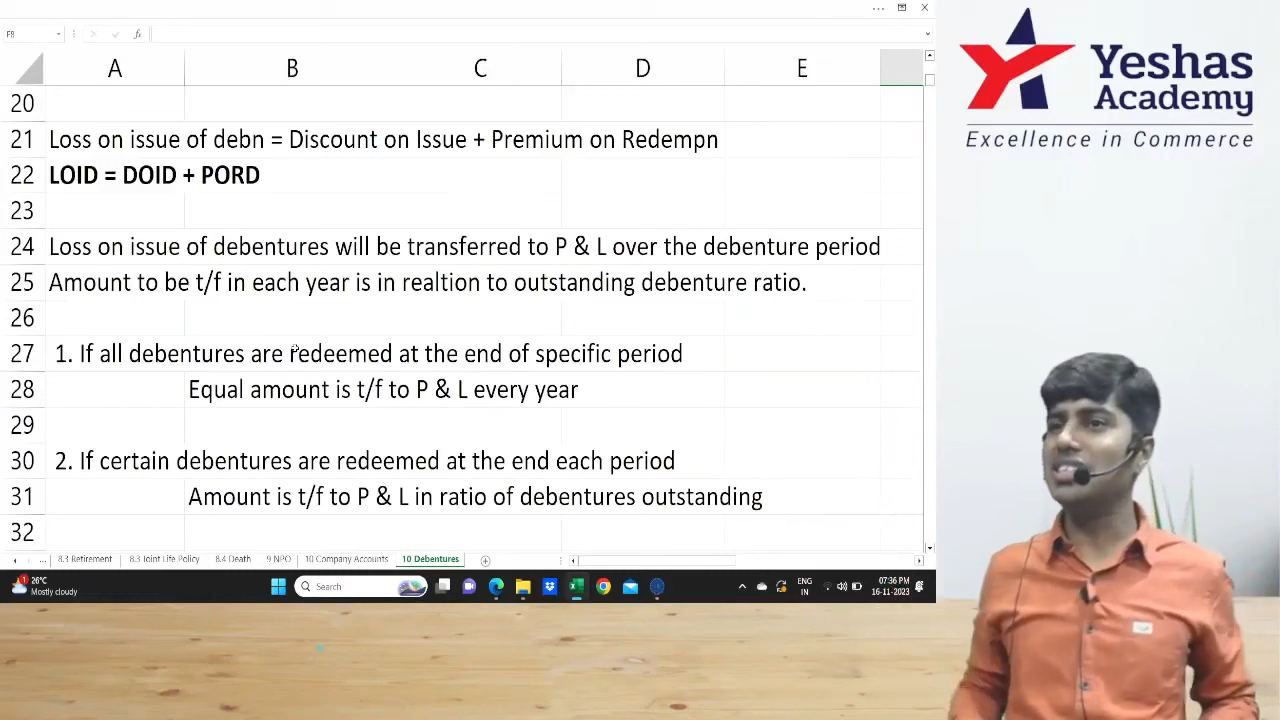 F8
fx
A B C D E
20
21 Loss on issue of debn = Discount on Issue + Premium on Redempn
22 LOID = DOID + PORD
23
24 Loss on issue of debentures will be transferred to P & L over the debenture period
25 Amount to be t/f in each year is in realtion to outstanding debenture ratio.
26
27 1. If all debentures are redeemed at the end of specific period
28 Equal amount is t/f to P & L every year
29
30 2. If certain debentures are redeemed at the end each period
31 Amount is t/f to P & L in ratio of debentures outstanding
32
8.3 Retirement 8.3 Joint Life Policy 8.4 Death 9 NPO 10 Company Accounts 10 Debentures
1 26°C
Mostly cloudy
Search
ENG
IN
07:36 PM
16-11-2023
Yeshas
Academy
Excellence in Commerce